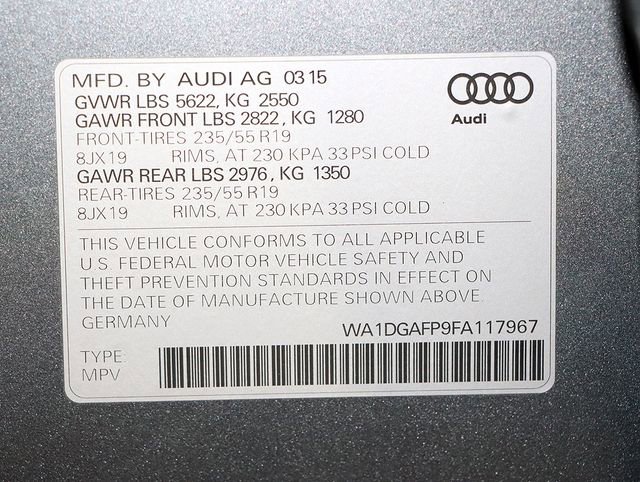 MFD. BY AUDI AG 03 15
GVWR LBS 5622, KG 2550
GAWR FRONT LBS 2822, KG 1280
FRONT-TIRES 235/55 R19
8JX19 RIMS, AT 230 KPA 33 PSI COLD
GAWR REAR LBS 2976, KG 1350
REAR-TIRES 235/55 R19
8JX19 RIMS, AT 230 KPA 33 PSI COLD
Audi
THIS VEHICLE CONFORMS TO ALL APPLICABLE
U.S. FEDERAL MOTOR VEHICLE SAFETY AND
THEFT PREVENTION STANDARDS IN EFFECT ON
THE DATE OF MANUFACTURE SHOWN ABOVE.
GERMANY
WA1DGAFP9FA117967
TYPE:
MPV